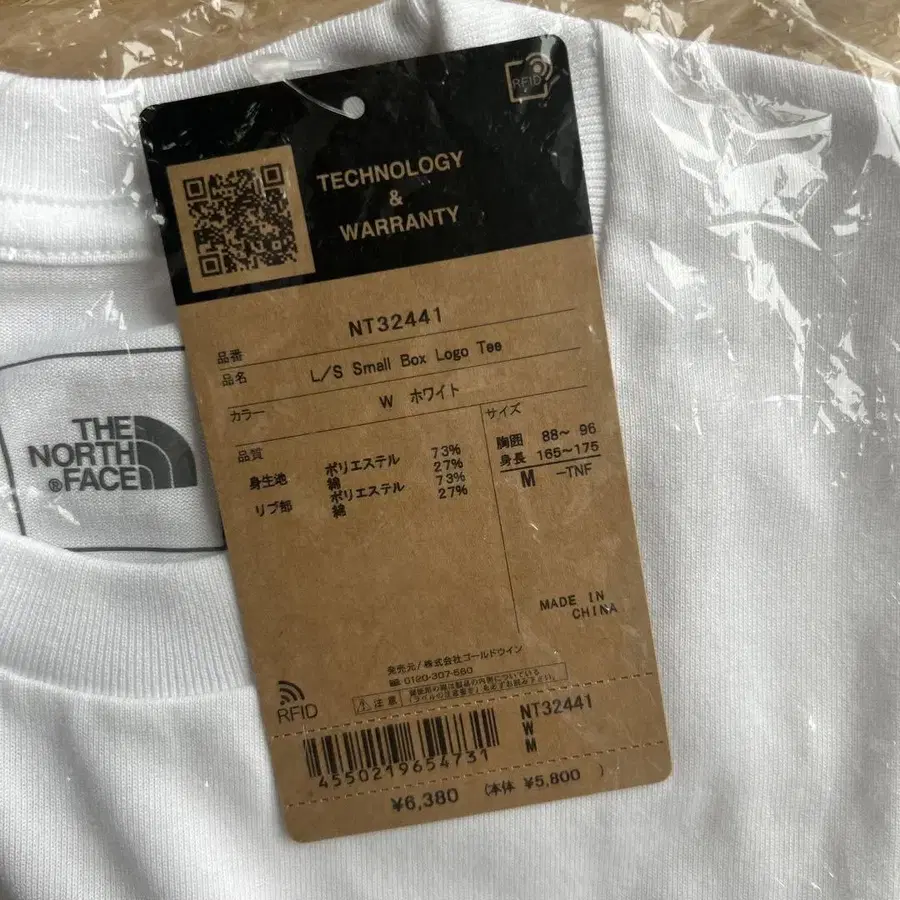 RFID
TECHNOLOGY
&
WARRANTY
THE
NORTH
FACE
品番 NT32441
品名 L/S Small Box Logo Tee
カラー W ホワイト
品質
身生地 ポリエステル 73%
綿 27%
リブ部 ポリエステル 73%
綿 27%
サイズ
胸囲 88~ 96
身長 165~175
M -TNF
MADE IN
CHINA
発売元/株式会社ゴールドウイン
0120-307-560
RFID
注意
NT32441
W
M
4550219654731
¥6,380 (本体 ¥5,800 )